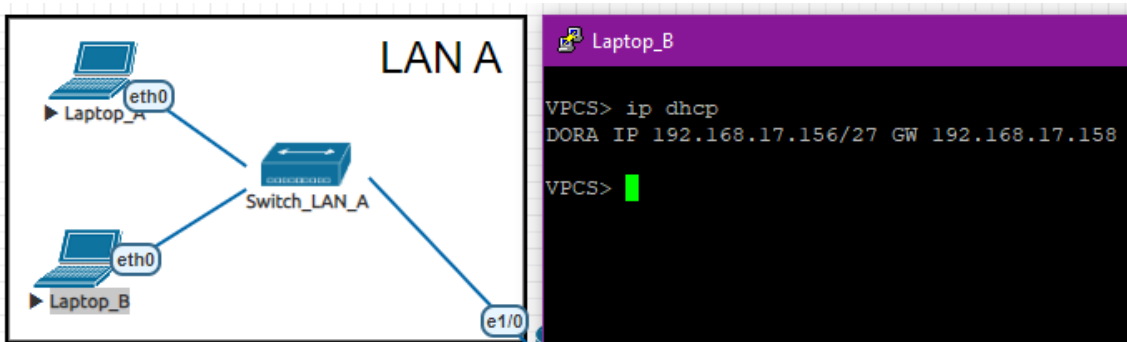 LAN A
eth0
Laptop_A
Switch_LAN_A
eth0
Laptop_B
e1/0
Laptop_B
VPCS> ip dhcp
DORA IP 192.168.17.156/27 GW 192.168.17.158
VPCS>